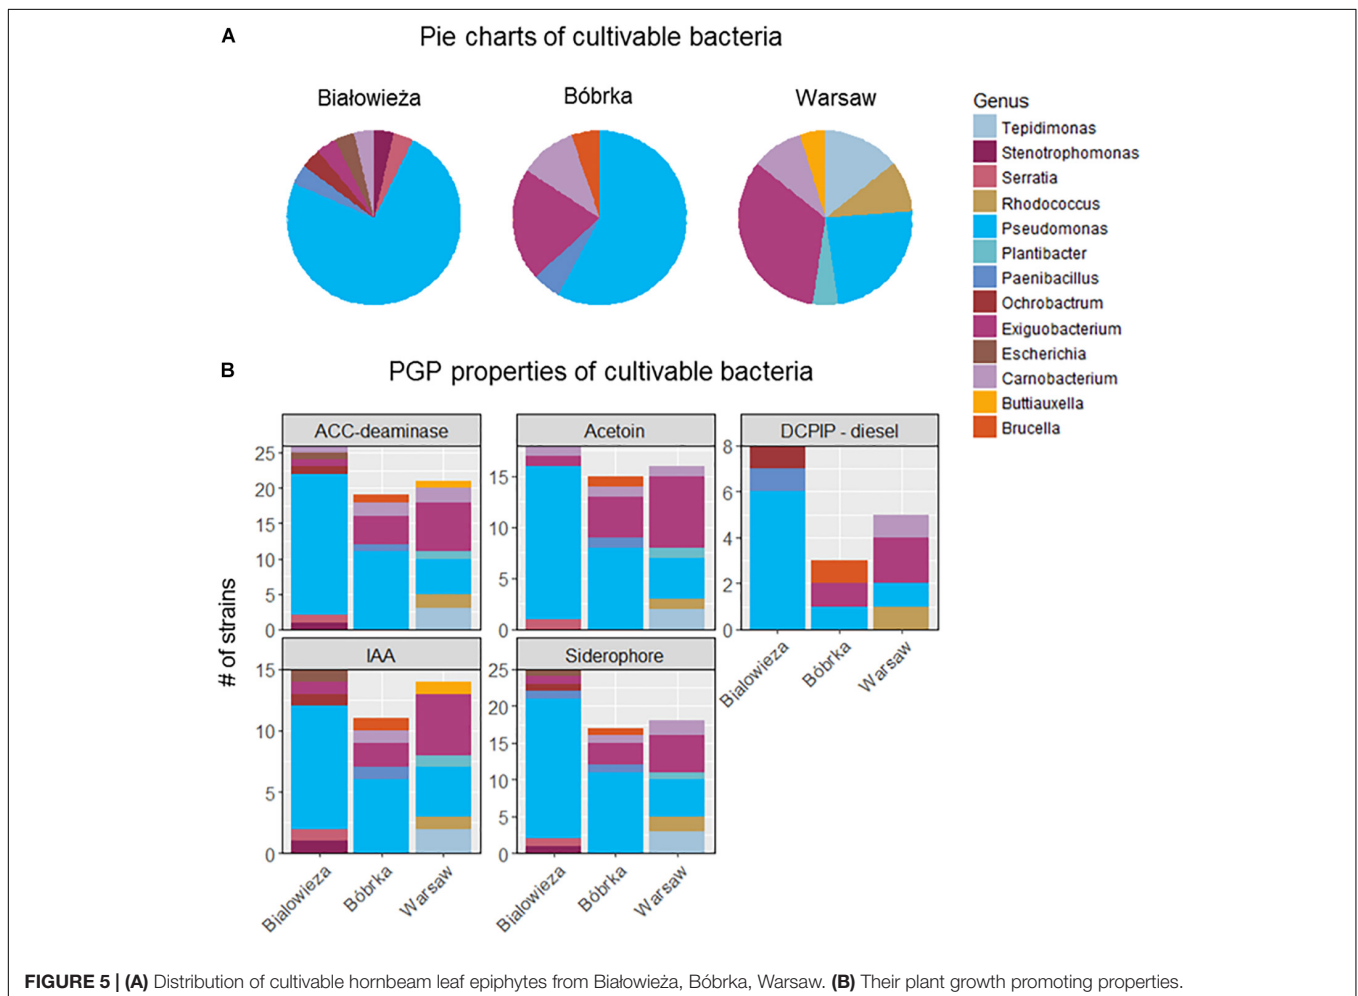 A
Pie charts of cultivable bacteria
Białowieża
Bóbrka
Warsaw
Genus
Tepidimonas
Stenotrophomonas
Serratia
Rhodococcus
Pseudomonas
Plantibacter
Paenibacillus
Ochrobactrum
Exiguobacterium
Escherichia
Carnobacterium
Buttiauxella
Brucella
B
PGP properties of cultivable bacteria
# of strains
ACC-deaminase
25
20
15
10
5
0
Acetoin
15
10
5
0
DCPIP - diesel
8
6
4
2
0
Bialowieza
Bóbrka
Warsaw
IAA
15
10
5
0
Bialowieza
Bóbrka
Warsaw
Siderophore
25
20
15
10
5
0
Bialowieza
Bóbrka
Warsaw
FIGURE 5 | (A) Distribution of cultivable hornbeam leaf epiphytes from Białowieża, Bóbrka, Warsaw. (B) Their plant growth promoting properties.